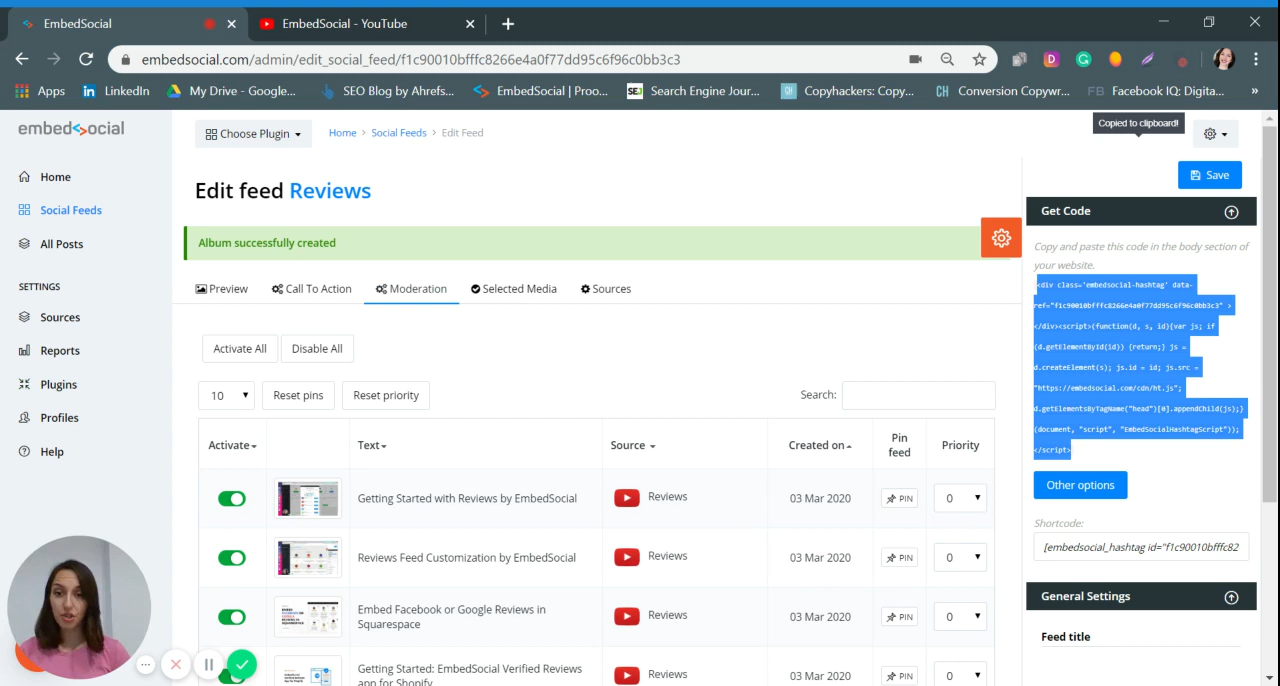 EmbedSocial
EmbedSocial - YouTube
embedsocial.com/admin/edit_social_feed/f1c90010bfffc8266e4a0f77dd95c6f96c0bb3c3
Apps
LinkedIn
My Drive - Google...
SEO Blog by Ahrefs...
EmbedSocial | Proo...
Search Engine Jour...
Copyhackers: Copy...
Conversion Copywr...
Facebook IQ: Digita...
embedsocial
Choose Plugin
Home > Social Feeds > Edit Feed
Copied to clipboard!
Home
Social Feeds
All Posts
SETTINGS
Sources
Reports
Plugins
Profiles
Help
Edit feed Reviews
Album successfully created
Preview
Call To Action
Moderation
Selected Media
Sources
Activate All
Disable All
10
Reset pins
Reset priority
Search:
Activate
Text
Source
Created on
Pin
feed
Priority
Getting Started with Reviews by EmbedSocial
Reviews
03 Mar 2020
PIN
0
Reviews Feed Customization by EmbedSocial
Reviews
03 Mar 2020
PIN
0
Embed Facebook or Google Reviews in
Squarespace
Reviews
03 Mar 2020
PIN
0
Getting Started: EmbedSocial Verified Reviews
app for Shopify
Reviews
03 Mar 2020
PIN
0
Save
Get Code
Copy and paste this code in the body section of
your website.
<div class='embedsocial-hashtag' data-
ref="f1c90010bfffc8266e4a0f77dd95c6f96c0bb3c3" >
</div><script>(function(d, s, id){var js; if
(d.getElementById(id)) {return;} js =
d.createElement(s); js.id = id; js.src =
"https://embedsocial.com/cdn/ht.js";
d.getElementsByTagName("head")[0].appendChild(js);}
(document, "script", "EmbedSocialHashtagScript"));
</script>
Other options
Shortcode:
[embedsocial_hashtag id="f1c90010bfffc82
General Settings
Feed title